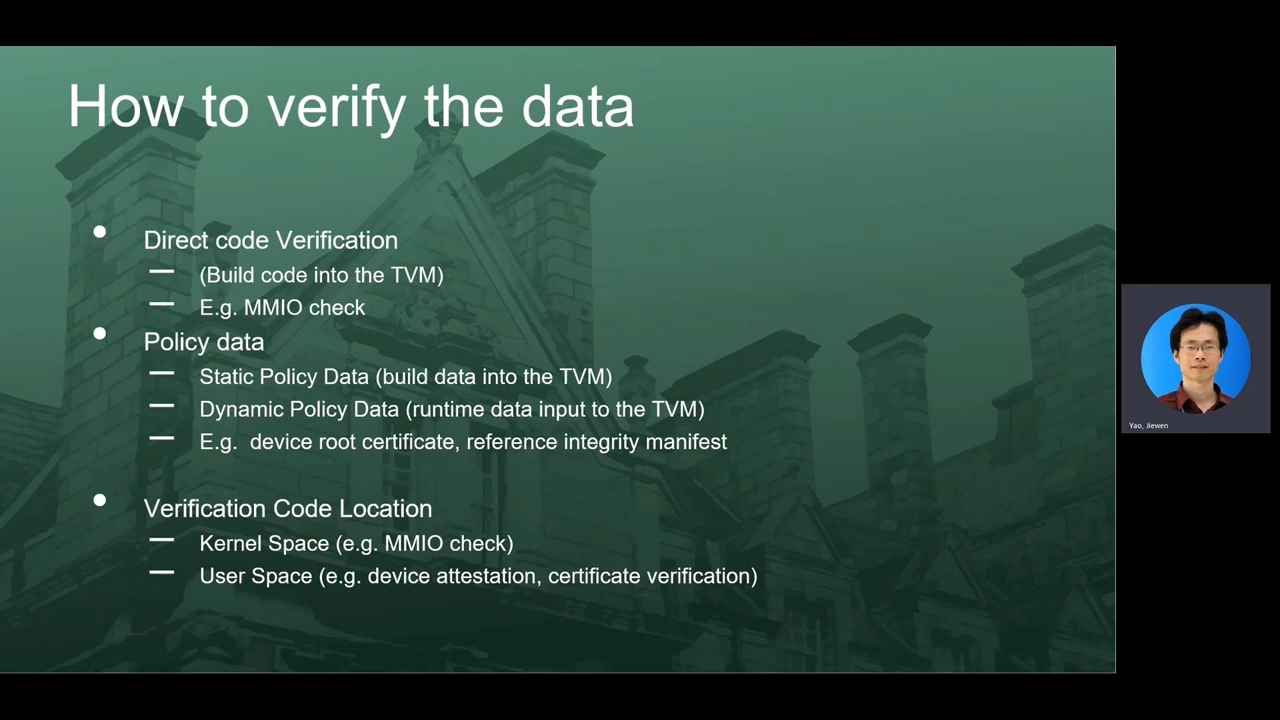 How to verify the data
Direct code Verification
(Build code into the TVM)
E.g. MMIO check
Policy data
Static Policy Data (build data into the TVM)
Dynamic Policy Data (runtime data input to the TVM)
E.g.  device root certificate, reference integrity manifest
Verification Code Location
Kernel Space (e.g. MMIO check)
User Space (e.g. device attestation, certificate verification)
Yao, Jiewen